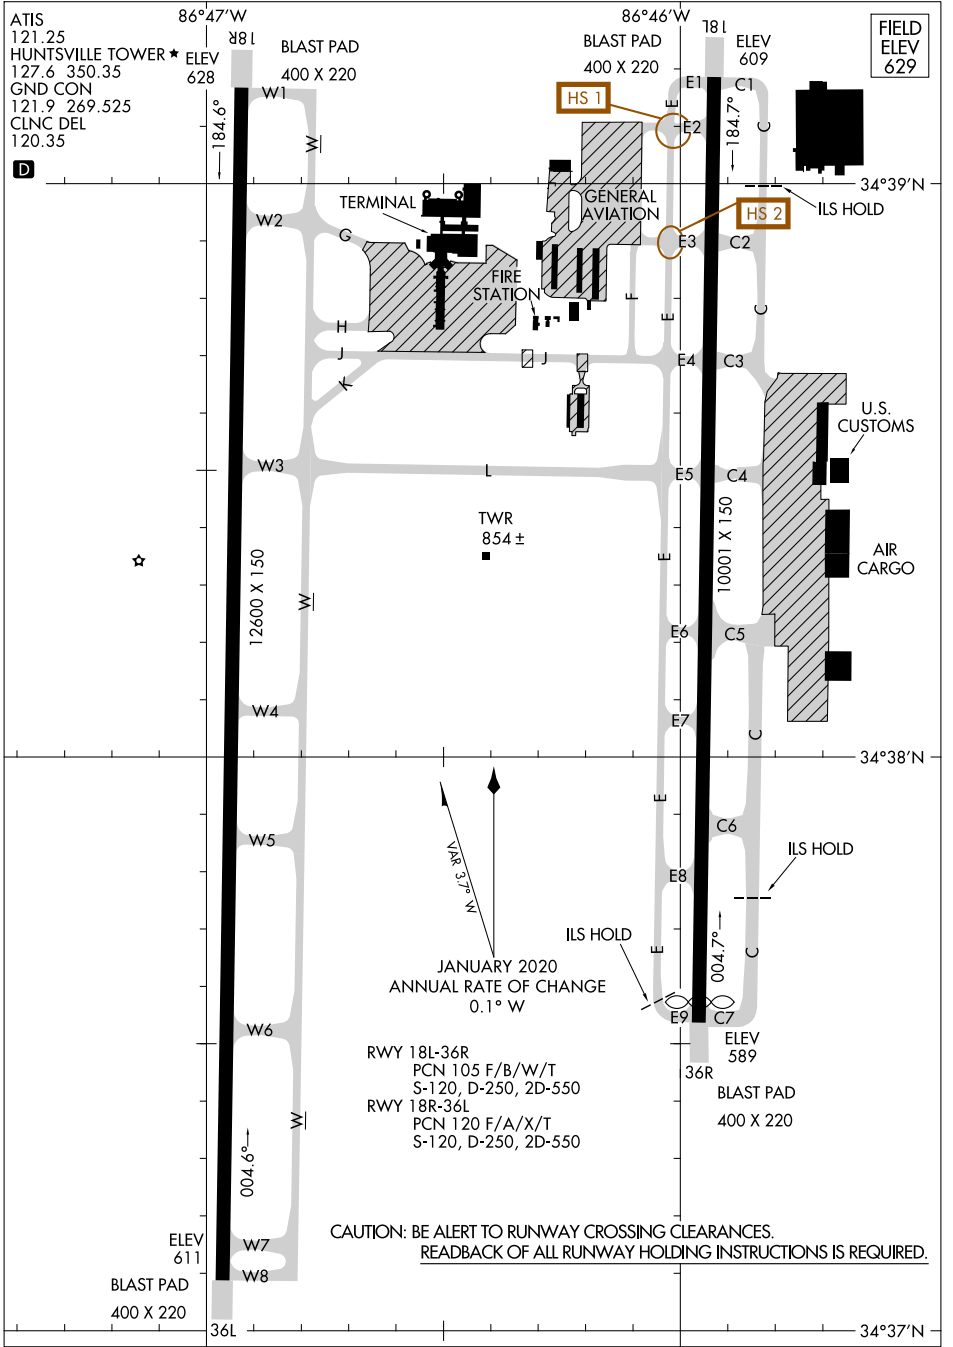 ATIS
121.25
HUNTSVILLE TOWER ★
127.6 350.35
GND CON
121.9 269.525
CLNC DEL
120.35
D
86°47'W
86°46'W
FIELD
ELEV
629
18R
ELEV
628
BLAST PAD
400 X 220
BLAST PAD
400 X 220
18L
ELEV
609
W1
E1
C1
HS 1
E
E2
C
184.6°
184.7°
W
34°39'N
ILS HOLD
TERMINAL
GENERAL
AVIATION
HS 2
W2
G
E3
C2
FIRE
STATION
F
E
C
H
J
J
E4
C3
K
U.S.
CUSTOMS
W3
L
E5
C4
TWR
854 ±
10001 X 150
12600 X 150
E
AIR
CARGO
W
E6
C5
W4
E7
C
34°38'N
E
C6
W5
VAR 3.7° W
ILS HOLD
E8
ILS HOLD
E
004.7°
C
JANUARY 2020
ANNUAL RATE OF CHANGE
0.1° W
E9
C7
W6
ELEV
589
RWY 18L-36R
PCN 105 F/B/W/T
S-120, D-250, 2D-550
RWY 18R-36L
PCN 120 F/A/X/T
S-120, D-250, 2D-550
36R
BLAST PAD
400 X 220
W
004.6°
CAUTION: BE ALERT TO RUNWAY CROSSING CLEARANCES.
READBACK OF ALL RUNWAY HOLDING INSTRUCTIONS IS REQUIRED.
ELEV
611
W7
W8
BLAST PAD
400 X 220
36L
34°37'N